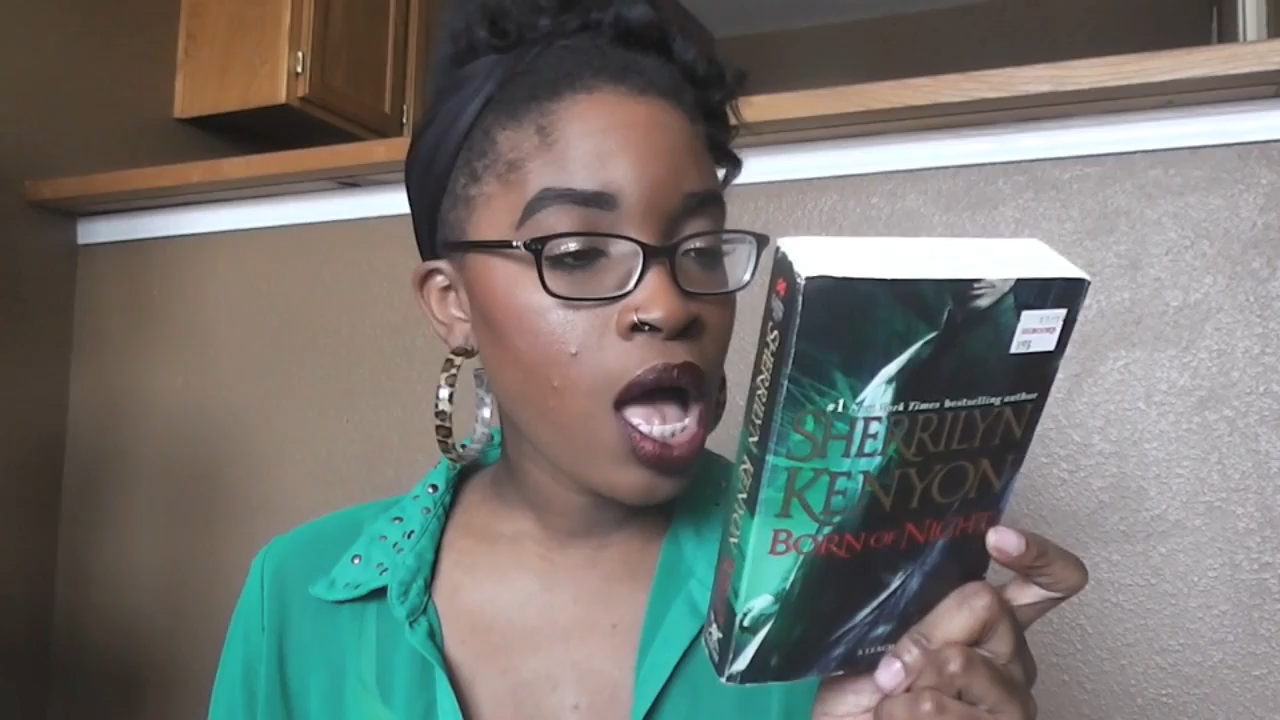 SHERRILYN KENYON
#1 New York Times bestselling author
SHERRILYN
KENYON
BORN OF NIGHT